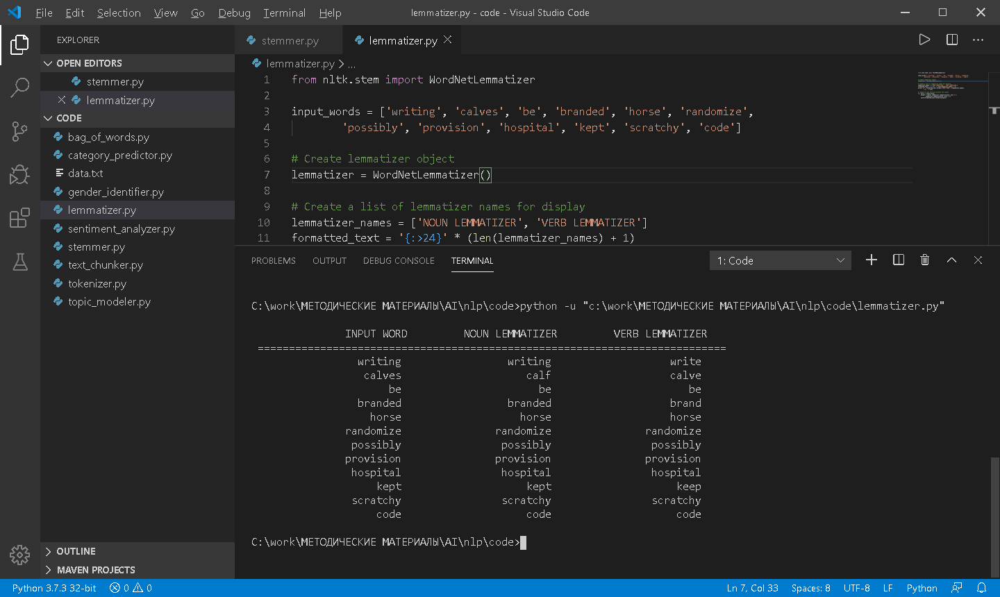 File Edit Selection View Go Debug Terminal Help lemmatizer.py - code - Visual Studio Code
EXPLORER
OPEN EDITORS
stemmer.py
lemmatizer.py
CODE
bag_of_words.py
category_predictor.py
data.txt
gender_identifier.py
lemmatizer.py
sentiment_analyzer.py
stemmer.py
text_chunker.py
tokenizer.py
topic_modeler.py
OUTLINE
MAVEN PROJECTS
stemmer.py lemmatizer.py
lemmatizer.py > ...
1 from nltk.stem import WordNetLemmatizer
2
3 input_words = ['writing', 'calves', 'be', 'branded', 'horse', 'randomize',
4 'possibly', 'provision', 'hospital', 'kept', 'scratchy', 'code']
5
6 # Create lemmatizer object
7 lemmatizer = WordNetLemmatizer()
8
9 # Create a list of lemmatizer names for display
10 lemmatizer_names = ['NOUN LEMMATIZER', 'VERB LEMMATIZER']
11 formatted_text = '{:>24}' * (len(lemmatizer_names) + 1)
PROBLEMS OUTPUT DEBUG CONSOLE TERMINAL 1: Code
C:\work\МЕТОДИЧЕСКИЕ МАТЕРИАЛЫ\AI\nlp\code>python -u "c:\work\МЕТОДИЧЕСКИЕ МАТЕРИАЛЫ\AI\nlp\code\lemmatizer.py"
INPUT WORD NOUN LEMMATIZER VERB LEMMATIZER
===========================================================================
writing writing write
calves calf calve
be be be
branded branded brand
horse horse horse
randomize randomize randomize
possibly possibly possibly
provision provision provision
hospital hospital hospital
kept kept keep
scratchy scratchy scratchy
code code code
C:\work\МЕТОДИЧЕСКИЕ МАТЕРИАЛЫ\AI\nlp\code>
Python 3.7.3 32-bit 0 0 Ln 7, Col 33 Spaces: 8 UTF-8 LF Python